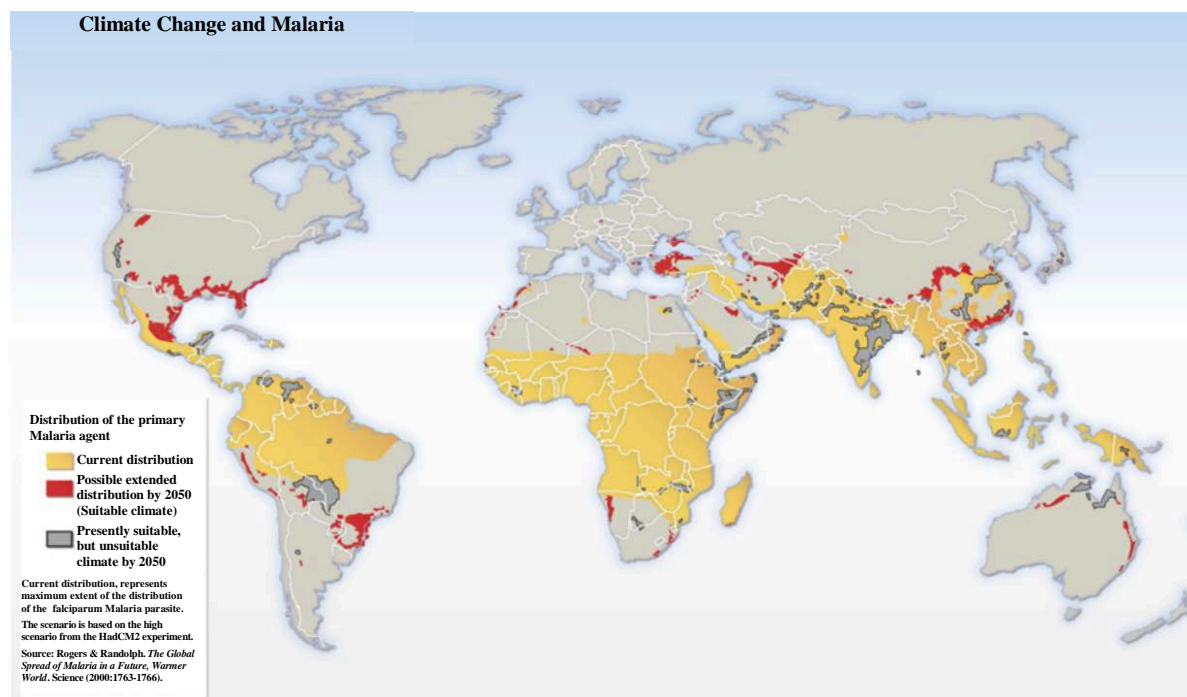 Climate Change and Malaria
Distribution of the primary
Malaria agent
Current distribution
Possible extended
distribution by 2050
(Suitable climate)
Presently suitable,
but unsuitable
climate by 2050
Current distribution, represents
maximum extent of the distribution
of the falciparum Malaria parasite.
The scenario is based on the high
scenario from the HadCM2 experiment.
Source: Rogers & Randolph. The Global
Spread of Malaria in a Future, Warmer
World. Science (2000:1763-1766).